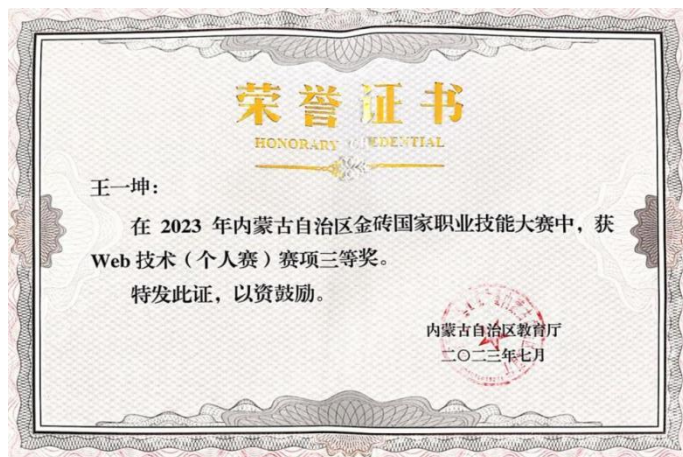 荣誉证书
HONORARY CREDENTIAL
王一坤：
在 2023 年内蒙古自治区金砖国家职业技能大赛中，获
Web 技术（个人赛）赛项三等奖。
特发此证，以资鼓励。
内蒙古自治区教育厅
二〇二三年七月